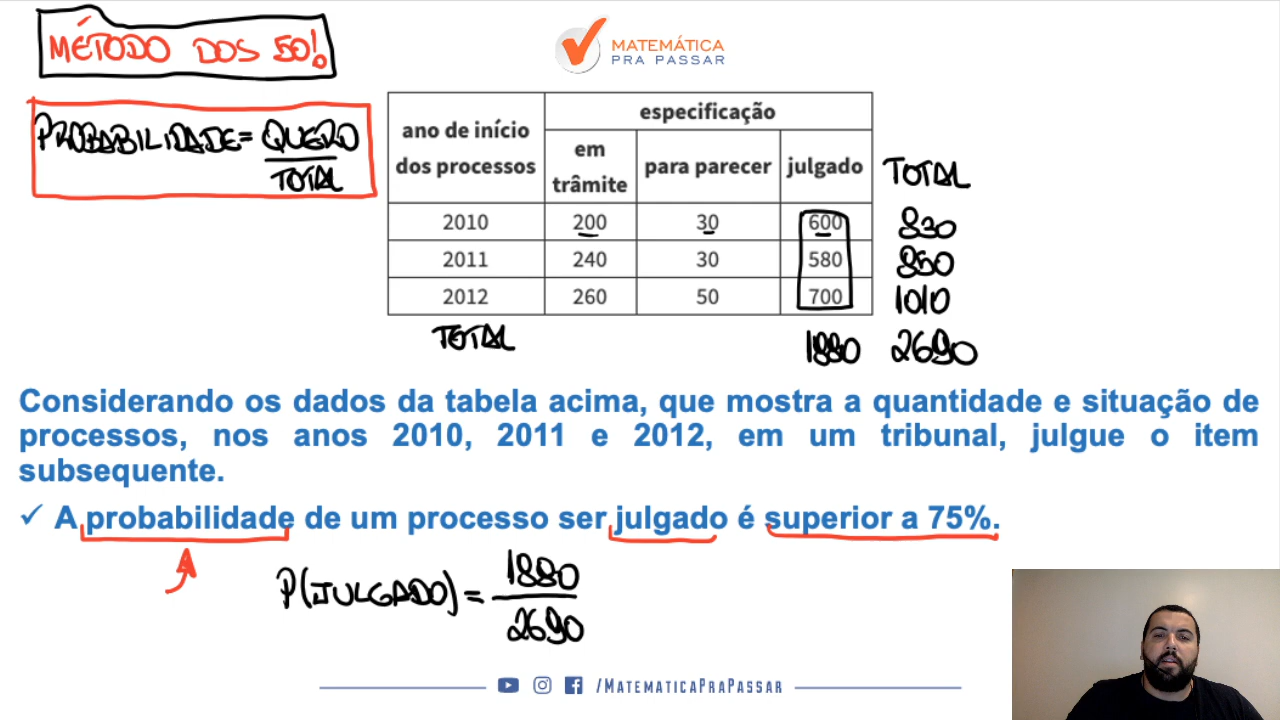 MÉTODO DOS 50!
MATEMÁTICA
PRA PASSAR
PROBABILIDADE = QUERO
TOTAL
ano de início dos processos especificação
em trâmite para parecer julgado TOTAL
2010 200 30 600 830
2011 240 30 580 850
2012 260 50 700 1010
TOTAL 1880 2690
Considerando os dados da tabela acima, que mostra a quantidade e situação de
processos, nos anos 2010, 2011 e 2012, em um tribunal, julgue o item
subsequente.
✓ A probabilidade de um processo ser julgado é superior a 75%.
P(JULGADO) = 1880
2690
/MATEMATICAPRAPASSAR